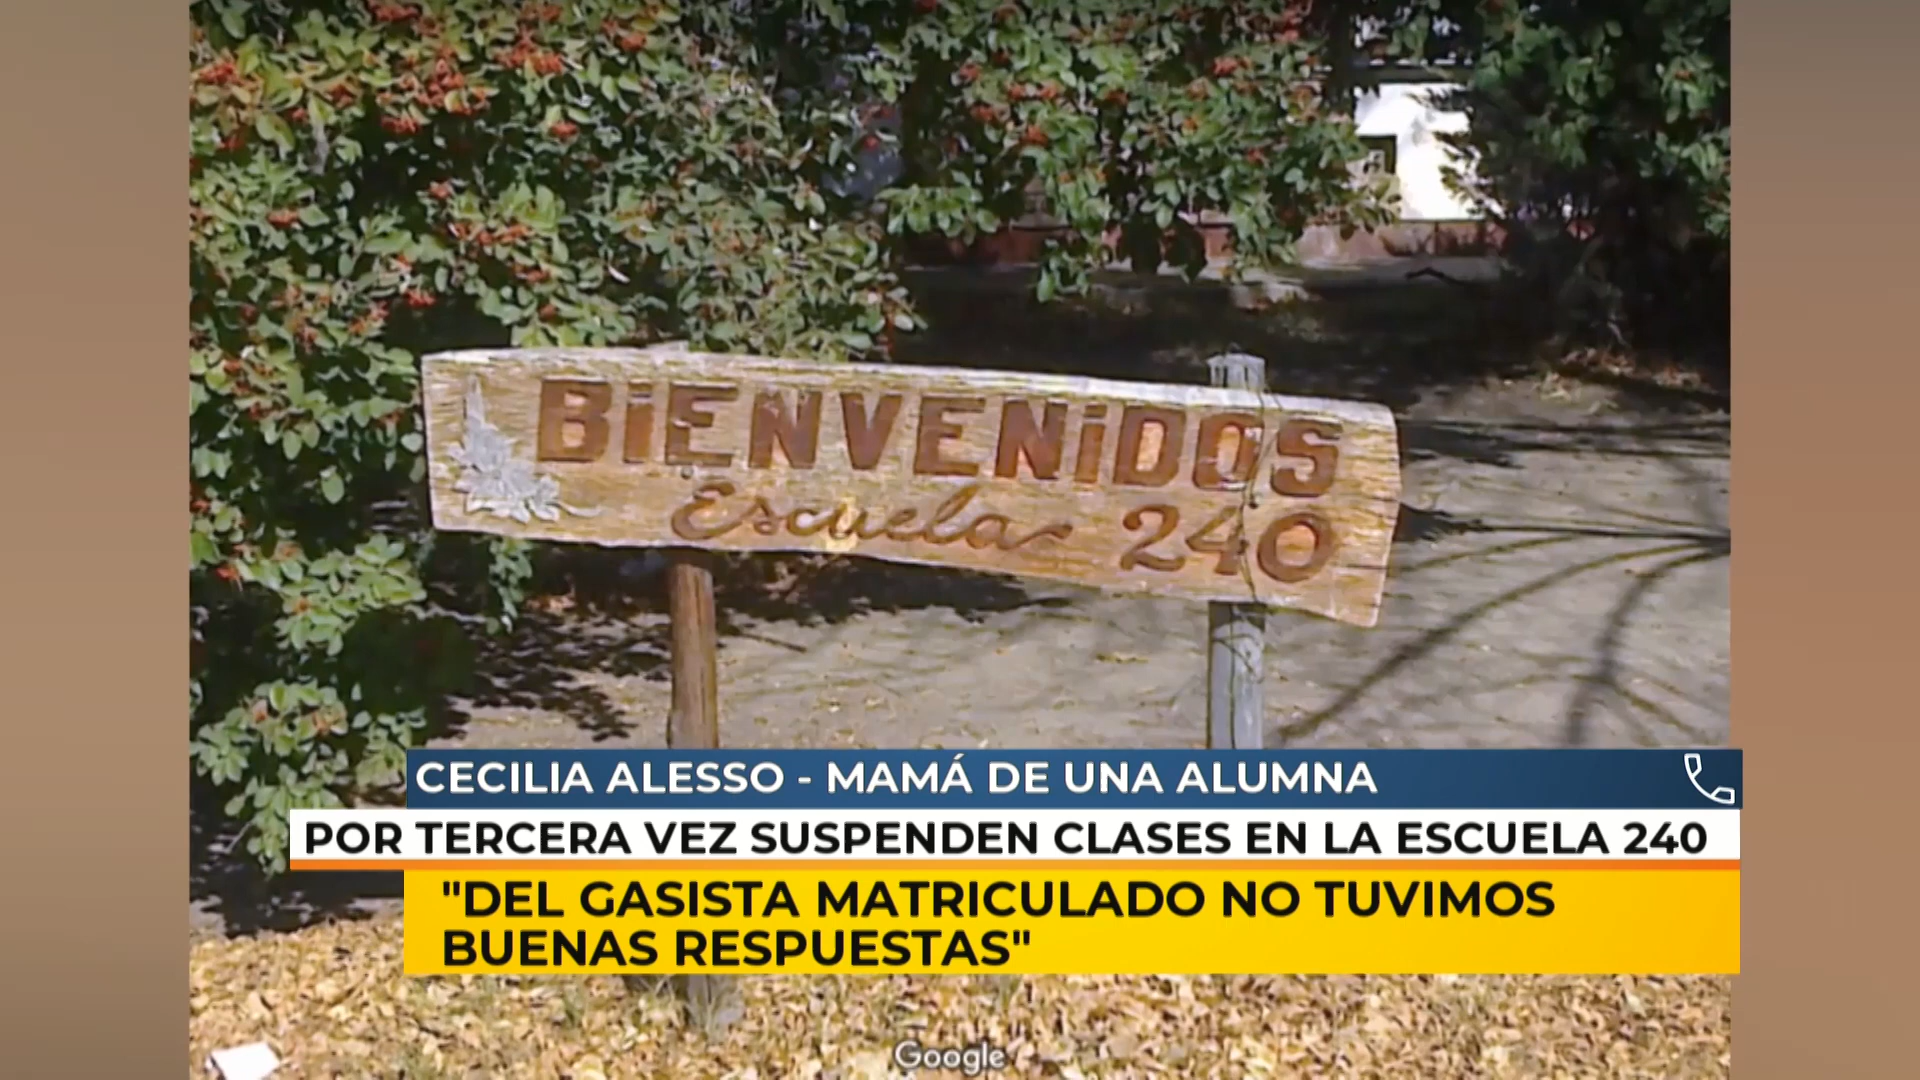 BiENVENiDOS
Escuela 240
CECILIA ALESSO - MAMÁ DE UNA ALUMNA
POR TERCERA VEZ SUSPENDEN CLASES EN LA ESCUELA 240
"DEL GASISTA MATRICULADO NO TUVIMOS
BUENAS RESPUESTAS"
Google